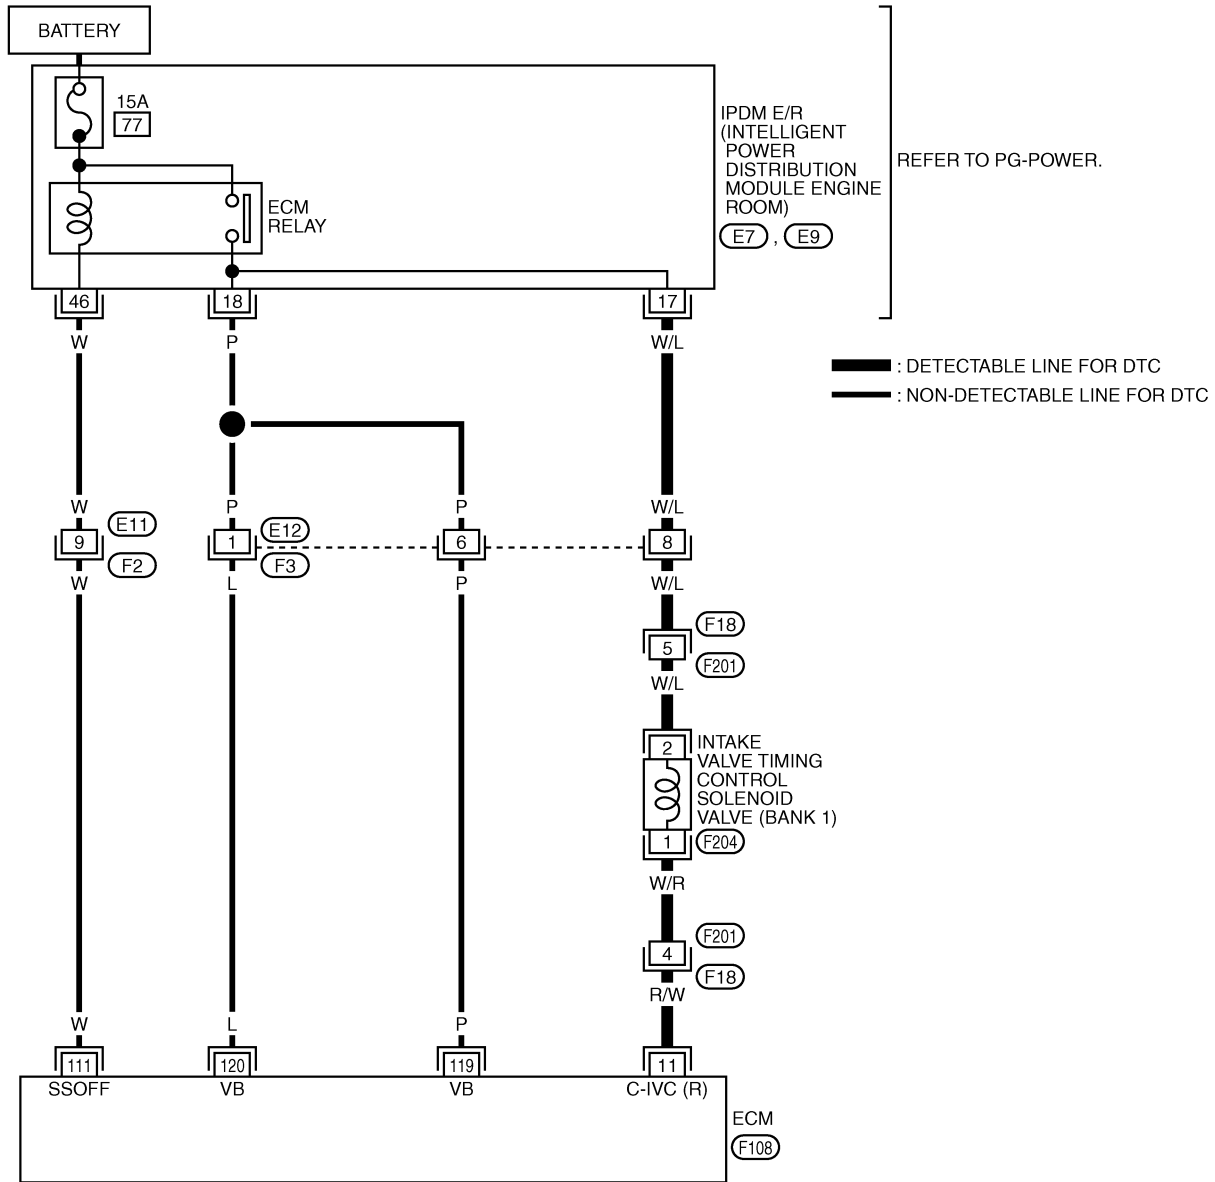 BATTERY
15A
77
IPDM E/R
(INTELLIGENT
POWER
DISTRIBUTION
MODULE ENGINE
ROOM)
E7 , E9
REFER TO PG-POWER.
ECM
RELAY
46
18
17
W
P
W/L
: DETECTABLE LINE FOR DTC
: NON-DETECTABLE LINE FOR DTC
W
P
P
W/L
9
E11
F2
1
E12
F3
6
8
W
L
P
W/L
F18
5
F201
W/L
2
INTAKE
VALVE TIMING
CONTROL
SOLENOID
VALVE (BANK 1)
1
F204
W/R
F201
4
F18
R/W
W
L
P
111
120
119
11
SSOFF
VB
VB
C-IVC (R)
ECM
F108